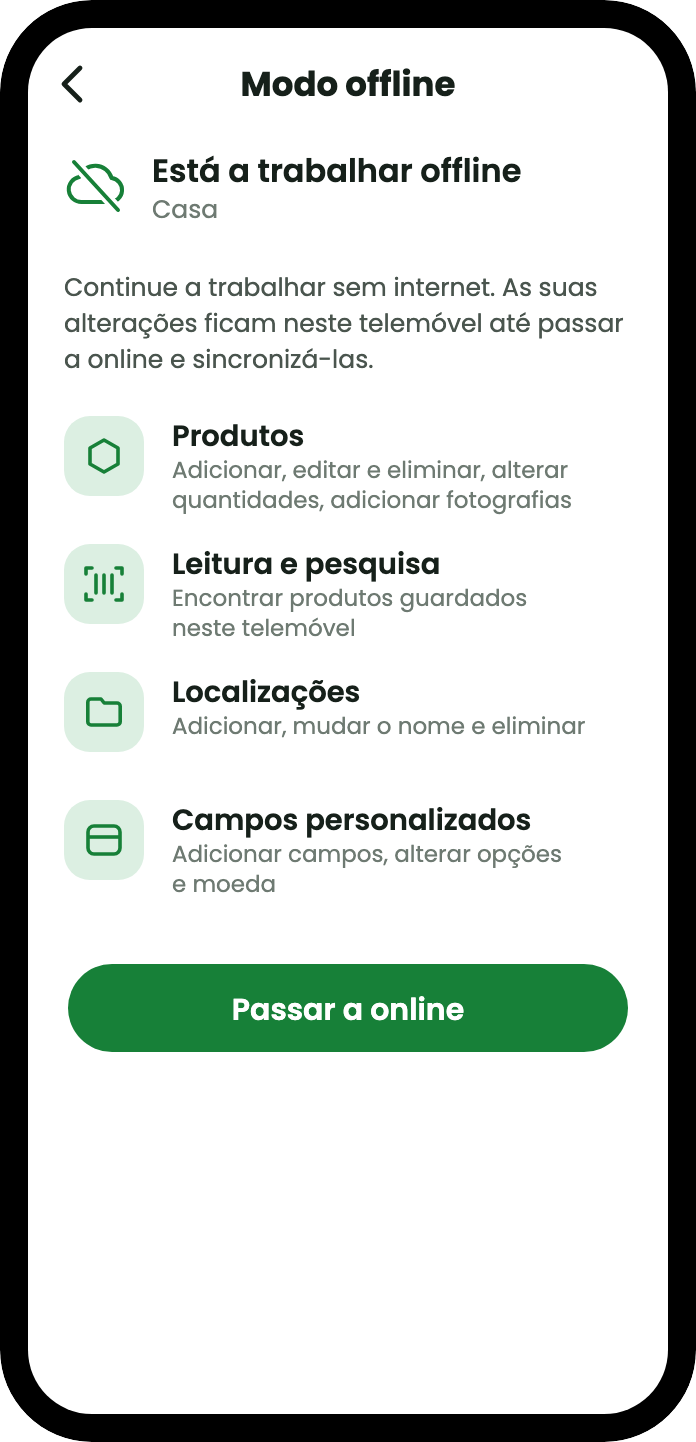 Modo offline
Está a trabalhar offline
Casa
Continue a trabalhar sem internet. As suas
alterações ficam neste telemóvel até passar
a online e sincronizá-las.
Produtos
Adicionar, editar e eliminar, alterar
quantidades, adicionar fotografias
Leitura e pesquisa
Encontrar produtos guardados
neste telemóvel
Localizações
Adicionar, mudar o nome e eliminar
Campos personalizados
Adicionar campos, alterar opções
e moeda
Passar a online